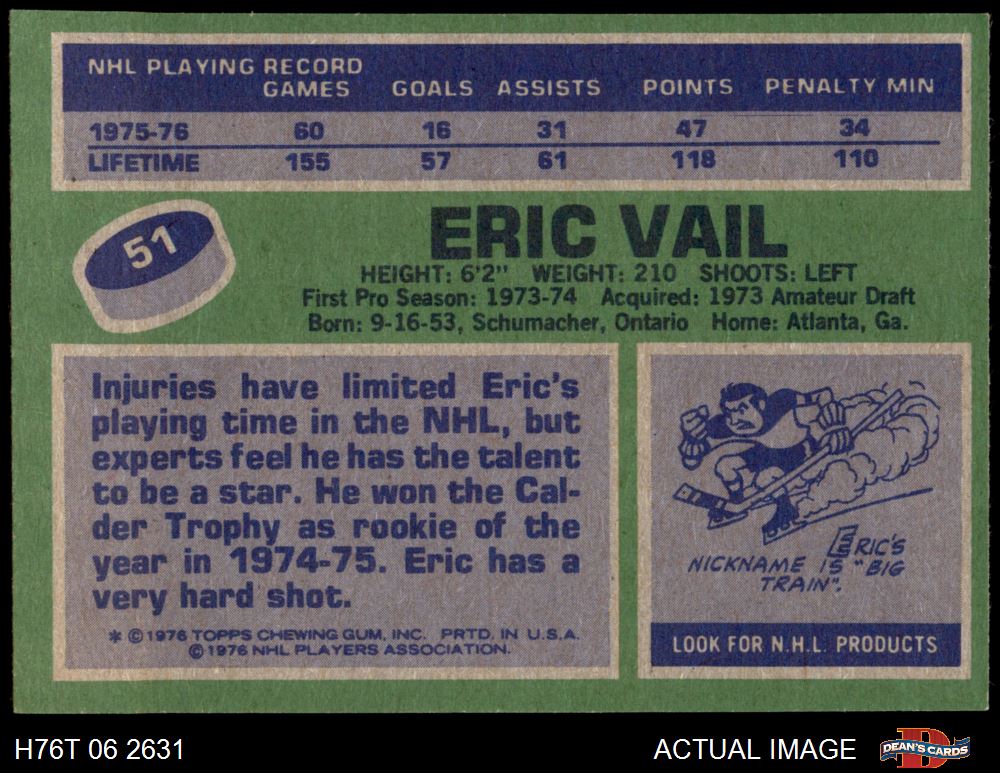 NHL PLAYING RECORD
GAMES GOALS ASSISTS POINTS PENALTY MIN
1975-76 60 16 31 47 34
LIFETIME 155 57 61 118 110
51
ERIC VAIL
HEIGHT: 6'2" WEIGHT: 210 SHOOTS: LEFT
First Pro Season: 1973-74 Acquired: 1973 Amateur Draft
Born: 9-16-53, Schumacher, Ontario Home: Atlanta, Ga.
Injuries have limited Eric's
playing time in the NHL, but
experts feel he has the talent
to be a star. He won the Cal-
der Trophy as rookie of the
year in 1974-75. Eric has a
very hard shot.
* © 1976 TOPPS CHEWING GUM, INC. PRTD. IN U.S.A.
© 1976 NHL PLAYERS ASSOCIATION.
ERIC'S
NICKNAME IS "BIG
TRAIN".
LOOK FOR N.H.L. PRODUCTS
H76T 06 2631
ACTUAL IMAGE
D
DEAN'S CARDS